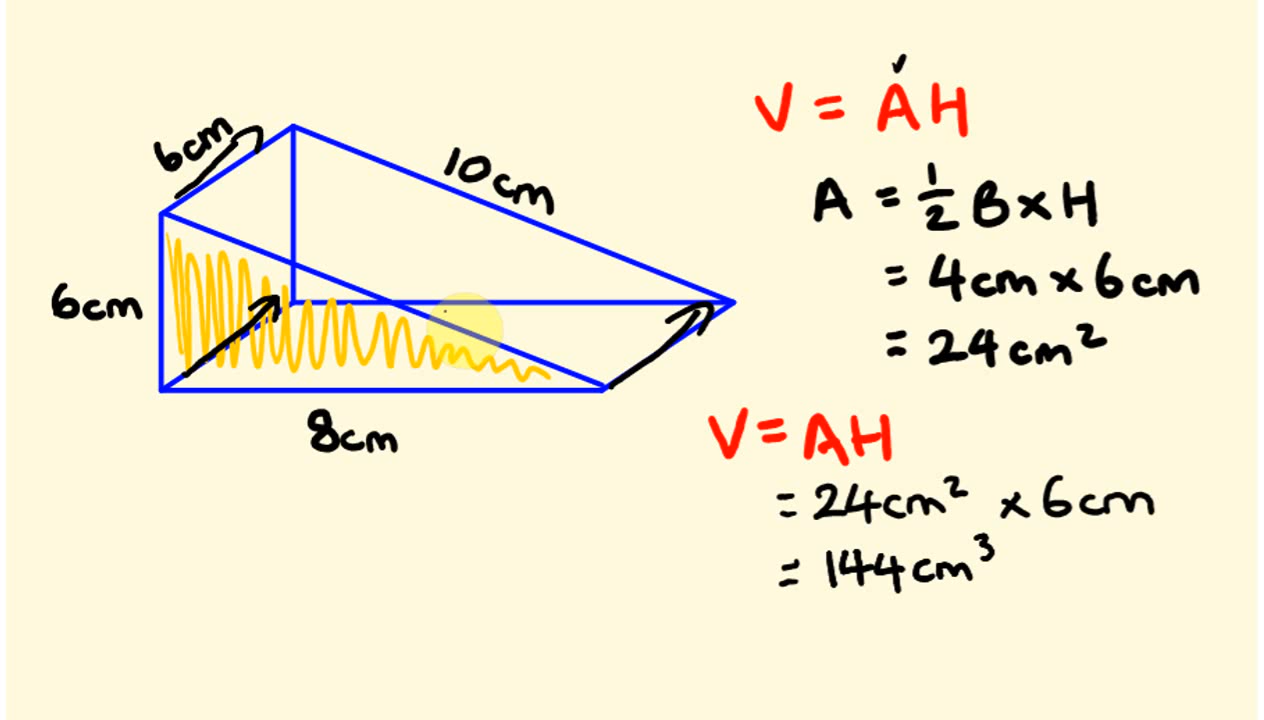 6cm
10cm
6cm
8cm
V = AH
A = 1/2 B x H
= 4cm x 6cm
= 24cm²
V = AH
= 24cm² x 6cm
= 144cm³